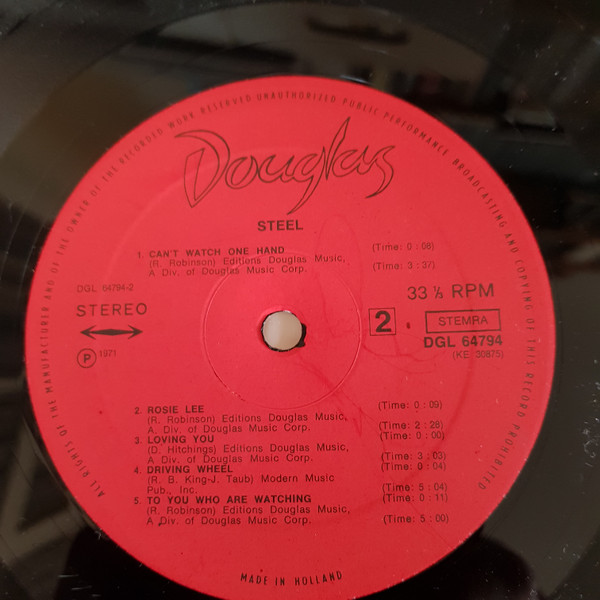 ALL RIGHTS OF THE MANUFACTURER AND OF THE OWNER OF THE RECORDED WORK RESERVED UNAUTHORIZED PUBLIC PERFORMANCE BROADCASTING AND COPYING OF THIS RECORD PROHIBITED
Douglas
STEEL
1. CAN'T WATCH ONE HAND (Time: 0:08)
(R. Robinson) Editions Douglas Music,
A Div. of Douglas Music Corp. (Time: 3:37)
DGL 64794-2
STEREO
33 ⅓ RPM
2
STEMRA
DGL 64794
(KE 30875)
P 1971
2. ROSIE LEE (Time: 0:09)
(R. Robinson) Editions Douglas Music,
A Div. of Douglas Music Corp. (Time: 2:28)
3. LOVING YOU (Time: 0:00)
(D. Hitchings) Editions Douglas Music,
A Div. of Douglas Music Corp. (Time: 3:03)
4. DRIVING WHEEL (Time: 0:04)
(R. B. King-J. Taub) Modern Music
Pub., Inc. (Time: 5:04)
5. TO YOU WHO ARE WATCHING (Time: 0:11)
(R. Robinson) Editions Douglas Music,
A Div. of Douglas Music Corp. (Time: 5:00)
MADE IN HOLLAND